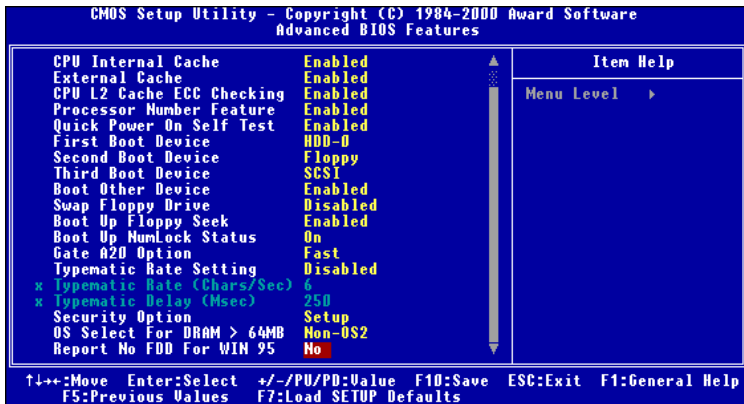 CMOS Setup Utility - Copyright (C) 1984-2000 Award Software
Advanced BIOS Features
CPU Internal Cache Enabled
External Cache Enabled
CPU L2 Cache ECC Checking Enabled
Processor Number Feature Enabled
Quick Power On Self Test Enabled
First Boot Device HDD-0
Second Boot Device Floppy
Third Boot Device SCSI
Boot Other Device Enabled
Swap Floppy Drive Disabled
Boot Up Floppy Seek Enabled
Boot Up NumLock Status On
Gate A20 Option Fast
Typematic Rate Setting Disabled
x Typematic Rate (Chars/Sec) 6
x Typematic Delay (Msec) 250
Security Option Setup
OS Select For DRAM > 64MB Non-OS2
Report No FDD For WIN 95 No
Item Help
Menu Level ▸
↑↓→←:Move Enter:Select +/-/PU/PD:Value F10:Save ESC:Exit F1:General Help
F5:Previous Values F7:Load SETUP Defaults